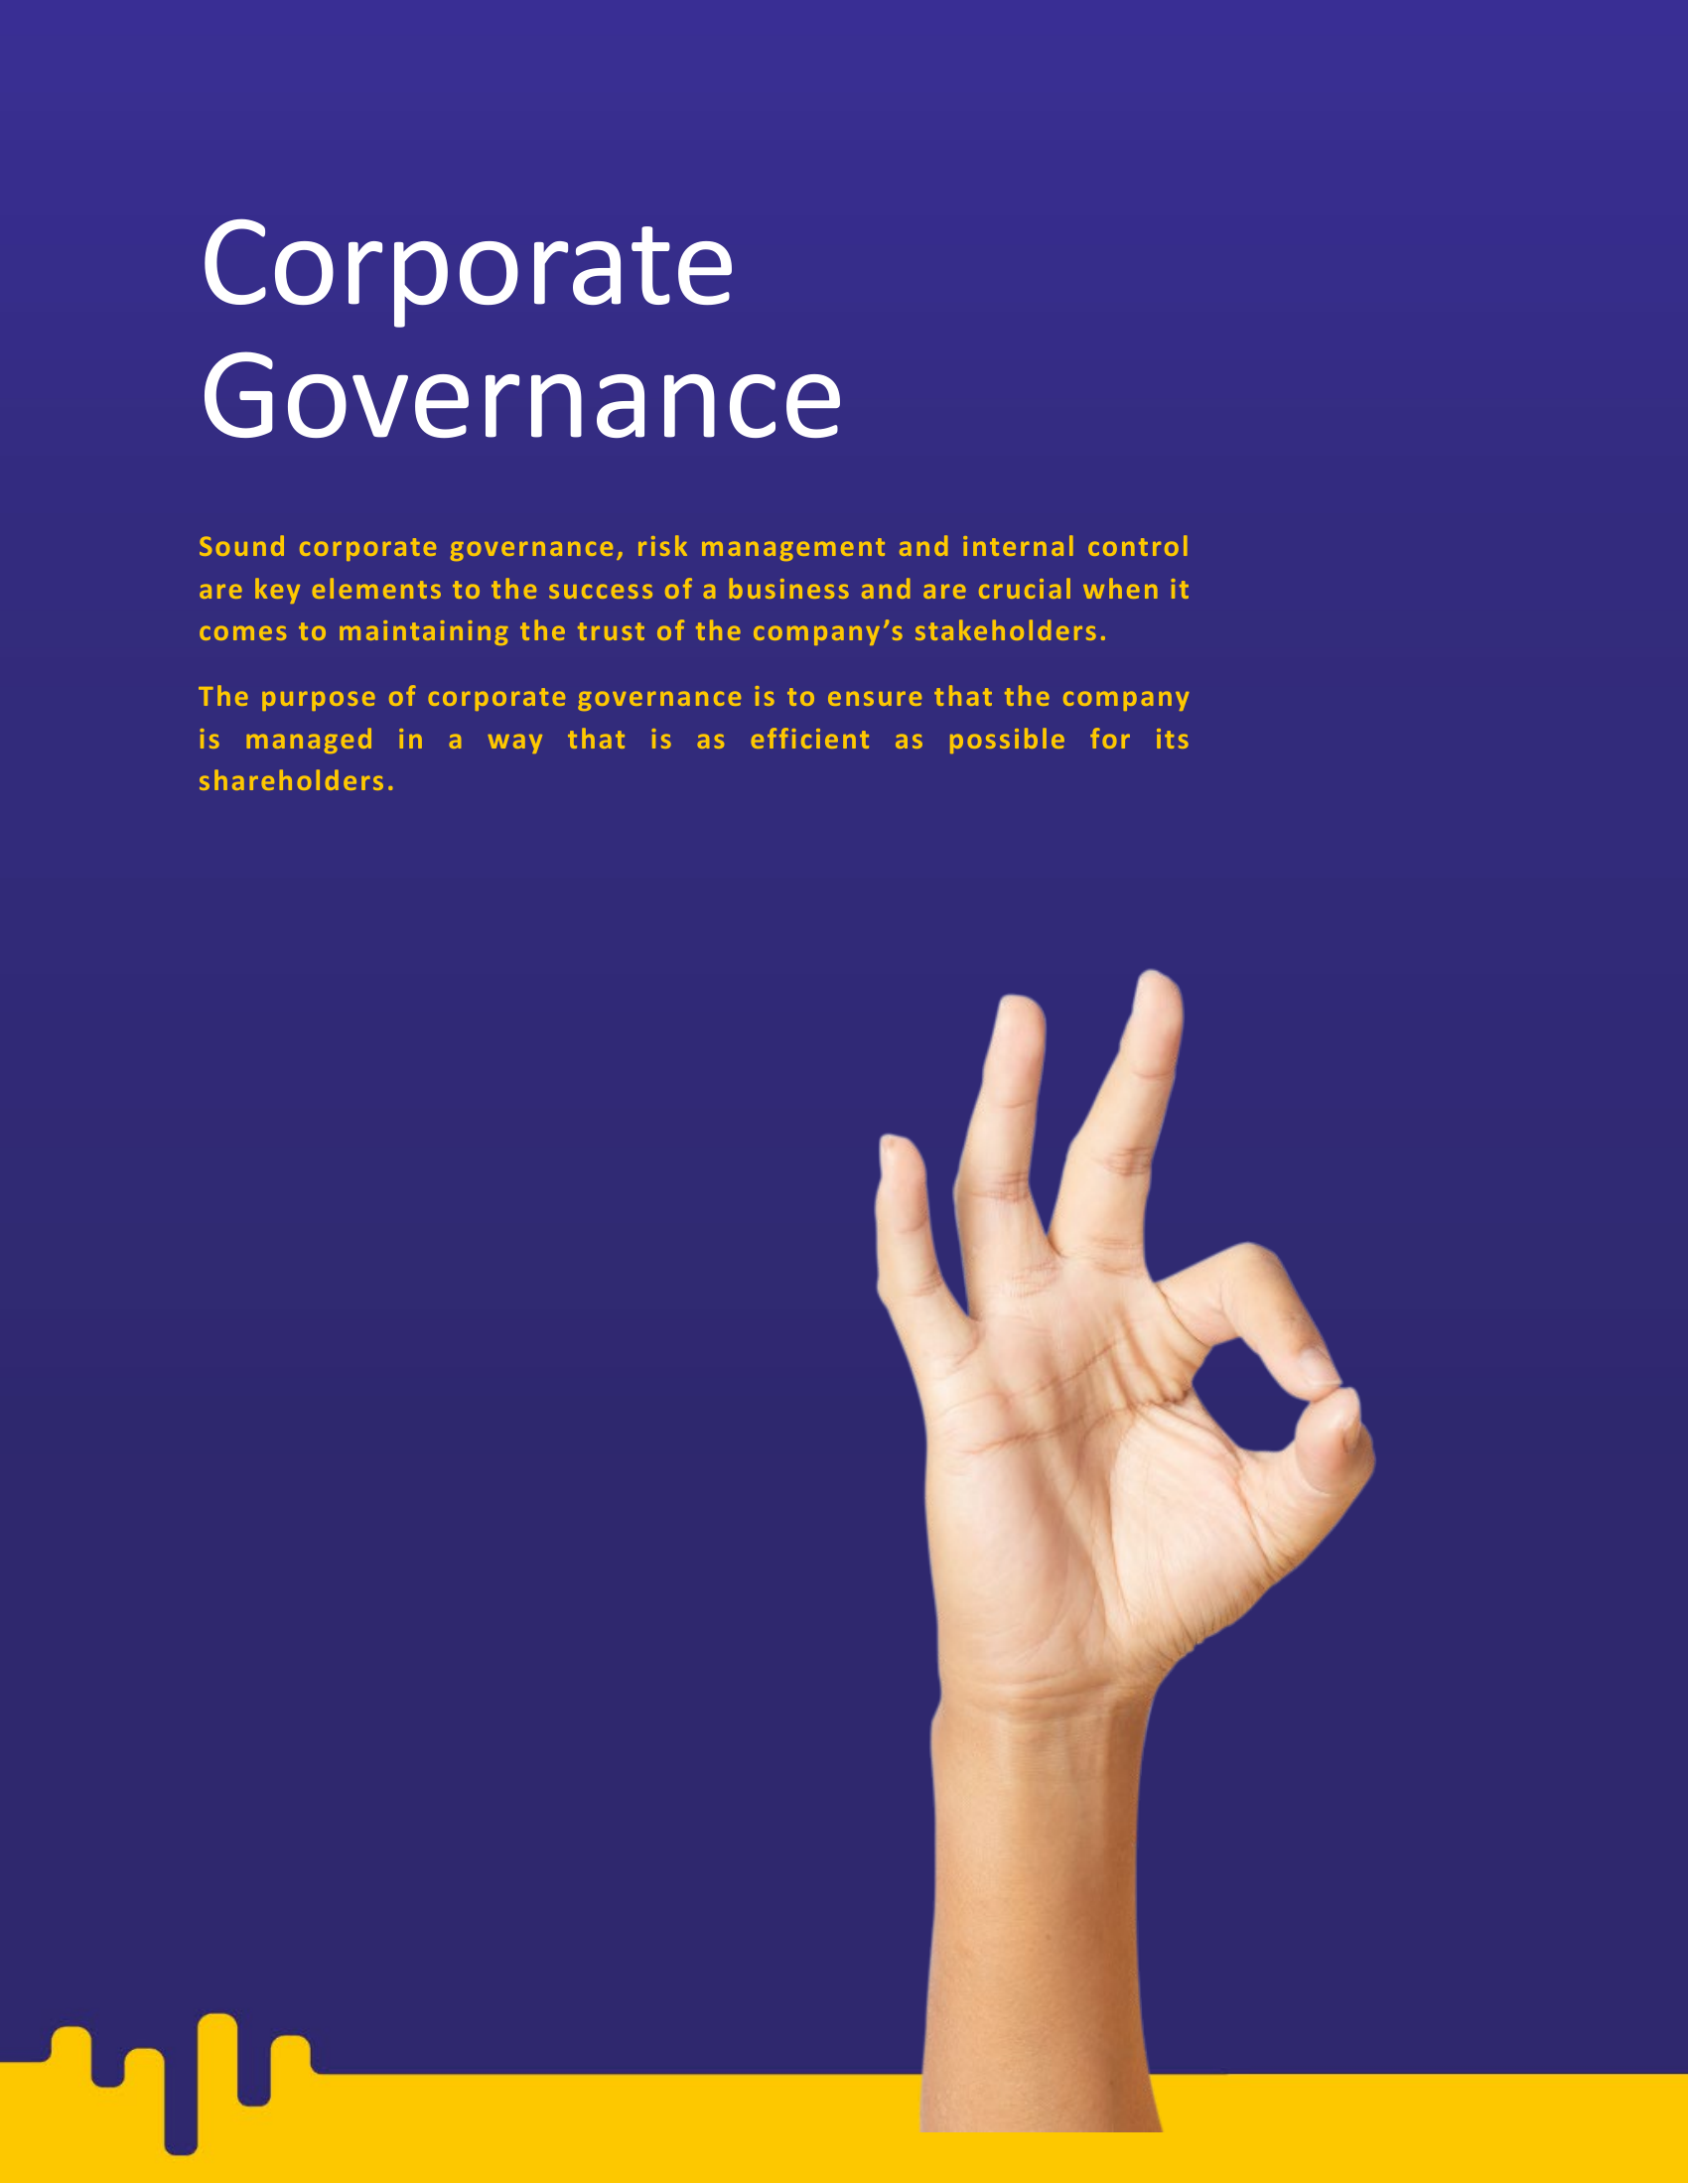 Corporate
Governance
Sound corporate governance, risk management and internal control
are key elements to the success of a business and are crucial when it
comes to maintaining the trust of the company’s stakeholders.
The purpose of corporate governance is to ensure that the company
is managed in a way that is as efficient as possible for its
shareholders.